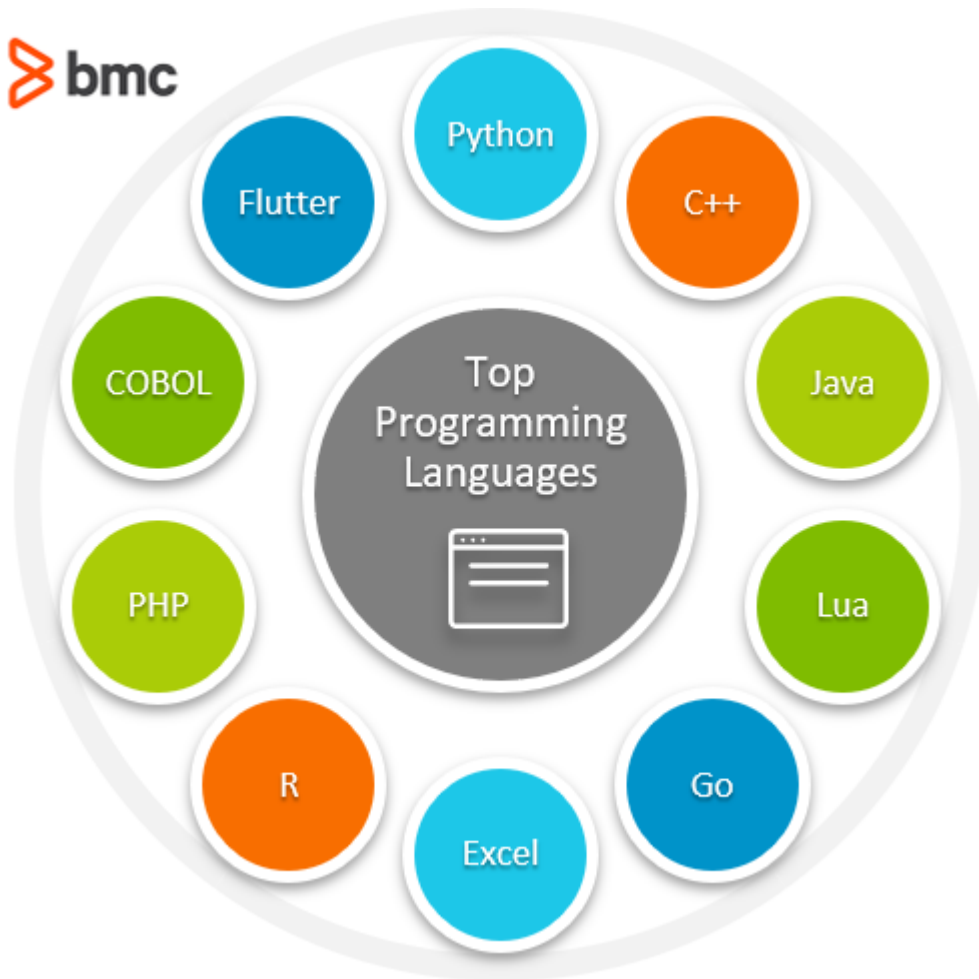 bmc
Python
C++
Java
Lua
Go
Excel
R
PHP
COBOL
Flutter
Top
Programming
Languages